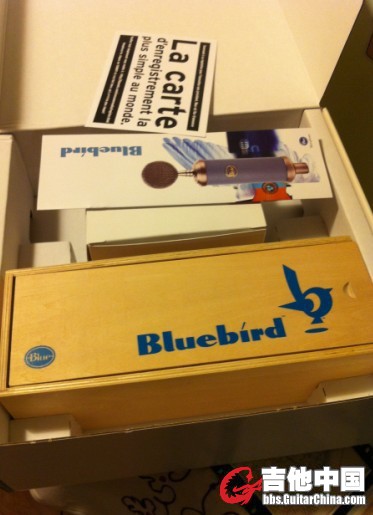 La carte
d'enregistrement la
plus simple au monde.
Bluebird
Bluebird
Blue
吉他中国
bbs.GuitarChina.com